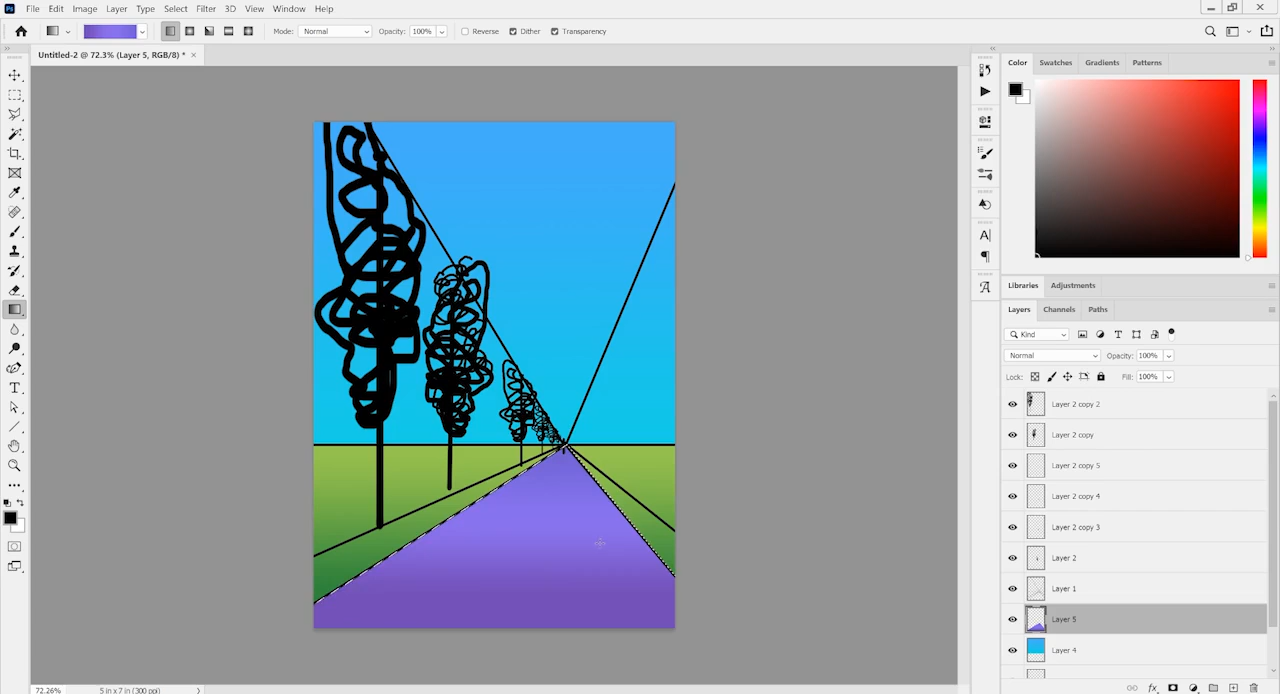 Ps File Edit Image Layer Type Select Filter 3D View Window Help
Mode: Normal Opacity: 100% Reverse Dither Transparency
Untitled-2 @ 72.3% (Layer 5, RGB/8) * ×
Color Swatches Gradients Patterns
Libraries Adjustments
Layers Channels Paths
Kind
Normal Opacity: 100%
Lock: Fill: 100%
Layer 2 copy 2
Layer 2 copy
Layer 2 copy 5
Layer 2 copy 4
Layer 2 copy 3
Layer 2
Layer 1
Layer 5
Layer 4
72.26% 5 in x 7 in (300 ppi)